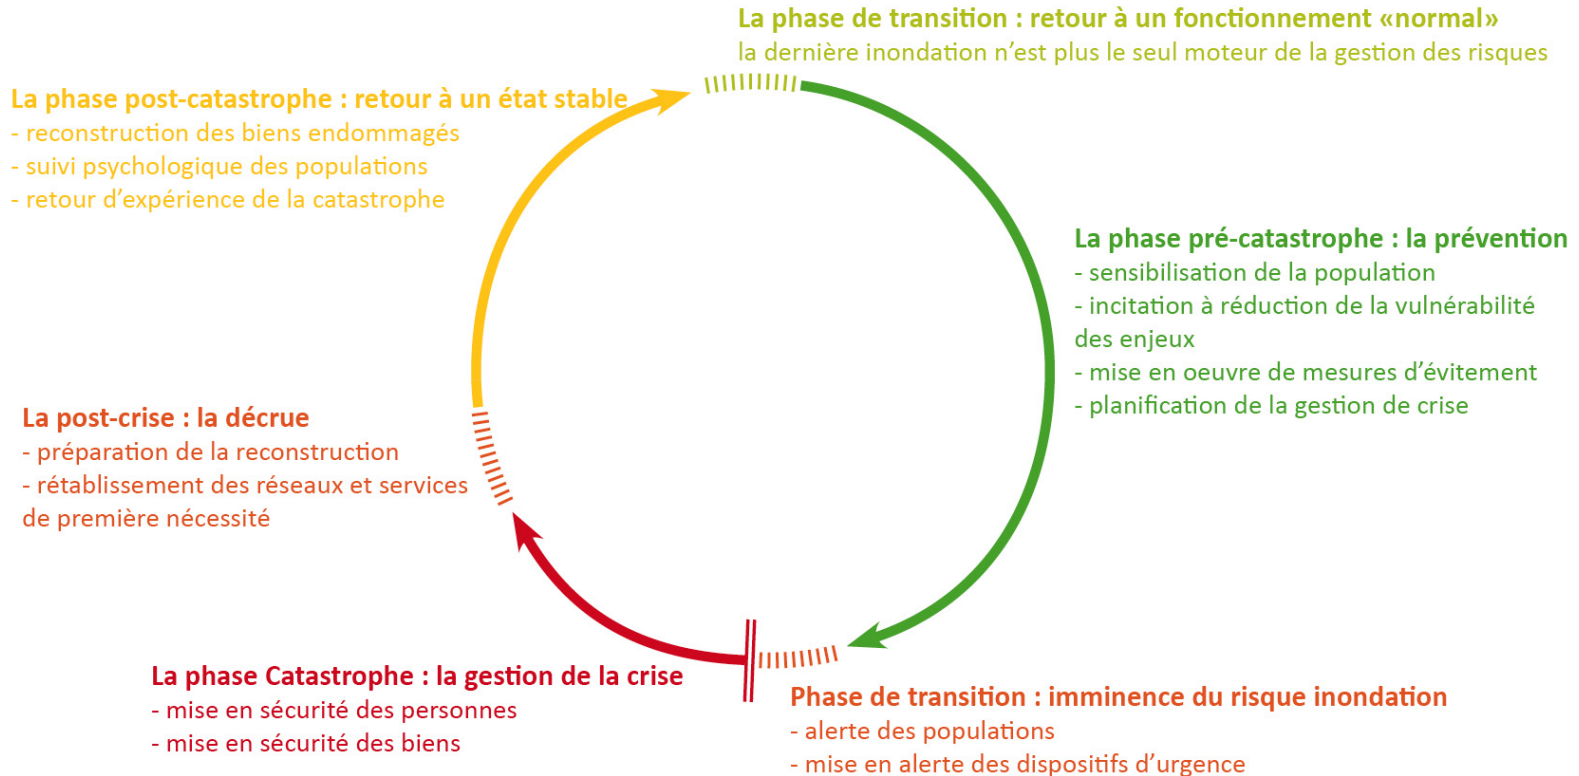 La phase de transition : retour à un fonctionnement «normal»
la dernière inondation n’est plus le seul moteur de la gestion des risques
La phase post-catastrophe : retour à un état stable
- reconstruction des biens endommagés
- suivi psychologique des populations
- retour d’expérience de la catastrophe
La phase pré-catastrophe : la prévention
- sensibilisation de la population
- incitation à réduction de la vulnérabilité
des enjeux
- mise en oeuvre de mesures d’évitement
- planification de la gestion de crise
La post-crise : la décrue
- préparation de la reconstruction
- rétablissement des réseaux et services
de première nécessité
La phase Catastrophe : la gestion de la crise
- mise en sécurité des personnes
- mise en sécurité des biens
Phase de transition : imminence du risque inondation
- alerte des populations
- mise en alerte des dispositifs d’urgence